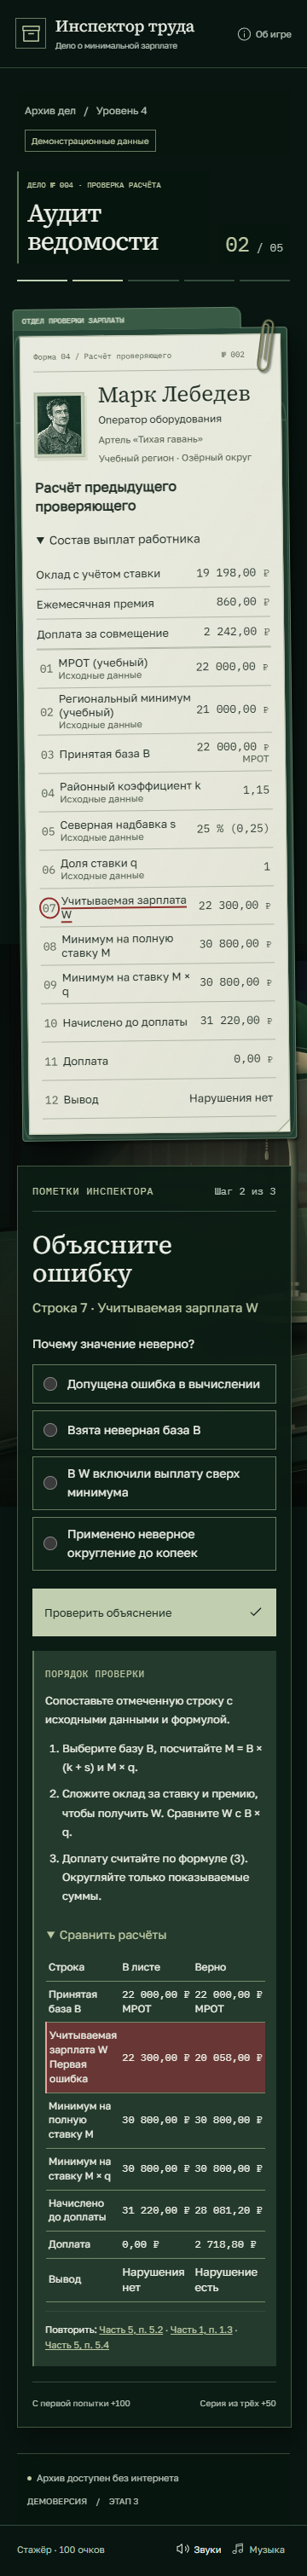 Инспектор труда
Дело о минимальной зарплате
Об игре
Архив дел / Уровень 4
Демонстрационные данные
ДЕЛО № 004 · ПРОВЕРКА РАСЧЁТА
Аудит
ведомости
02 / 05
ОТДЕЛ ПРОВЕРКИ ЗАРПЛАТЫ
Форма 04 / Расчёт проверяющего
№ 002
Марк Лебедев
Оператор оборудования
Артель «Тихая гавань»
Учебный регион · Озёрный округ
Расчёт предыдущего
проверяющего
▼ Состав выплат работника
Оклад с учётом ставки 19 198,00 ₽
Ежемесячная премия 860,00 ₽
Доплата за совмещение 2 242,00 ₽
01 МРОТ (учебный) 22 000,00 ₽
Исходные данные
Региональный минимум
02 (учебный) 21 000,00 ₽
Исходные данные
03 Принятая база B 22 000,00 ₽
МРОТ
04 Районный коэффициент k 1,15
Исходные данные
05 Северная надбавка s 25 % (0,25)
Исходные данные
06 Доля ставки q 1
Исходные данные
07 Учитываемая зарплата 22 300,00 ₽
W
08 Минимум на полную 30 800,00 ₽
ставку M
09 Минимум на ставку M × 30 800,00 ₽
q
10 Начислено до доплаты 31 220,00 ₽
11 Доплата 0,00 ₽
12 Вывод Нарушения нет
ПОМЕТКИ ИНСПЕКТОРА
Шаг 2 из 3
Объясните
ошибку
Строка 7 · Учитываемая зарплата W
Почему значение неверно?
Допущена ошибка в вычислении
Взята неверная база B
В W включили выплату сверх
минимума
Применено неверное
округление до копеек
Проверить объяснение
ПОРЯДОК ПРОВЕРКИ
Сопоставьте отмеченную строку с
исходными данными и формулой.
1. Выберите базу B, посчитайте M = B ×
(k + s) и M × q.
2. Сложите оклад за ставку и премию,
чтобы получить W. Сравните W с B ×
q.
3. Доплату считайте по формуле (3).
Округляйте только показываемые
суммы.
▼ Сравнить расчёты
Строка В листе Верно
Принятая 22 000,00 ₽ 22 000,00 ₽
база B МРОТ МРОТ
Учитываемая
зарплата W 22 300,00 ₽ 20 058,00 ₽
Первая
ошибка
Минимум на
полную 30 800,00 ₽ 30 800,00 ₽
ставку M
Минимум на 30 800,00 ₽ 30 800,00 ₽
ставку M × q
Начислено 31 220,00 ₽ 28 081,20 ₽
до доплаты
Доплата 0,00 ₽ 2 718,80 ₽
Вывод Нарушения Нарушение
нет есть
Повторить: Часть 5, п. 5.2 · Часть 1, п. 1.3 ·
Часть 5, п. 5.4
С первой попытки +100
Серия из трёх +50
Архив доступен без интернета
ДЕМОВЕРСИЯ / ЭТАП 3
Стажёр · 100 очков
Звуки
Музыка